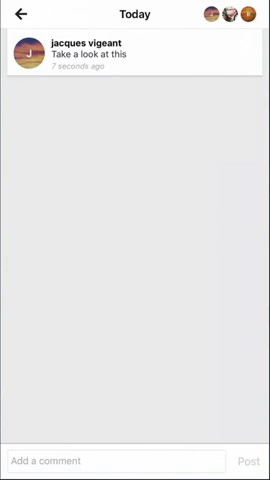 Today
jacques vigeant
Take a look at this
7 seconds ago
J
Add a comment
Post